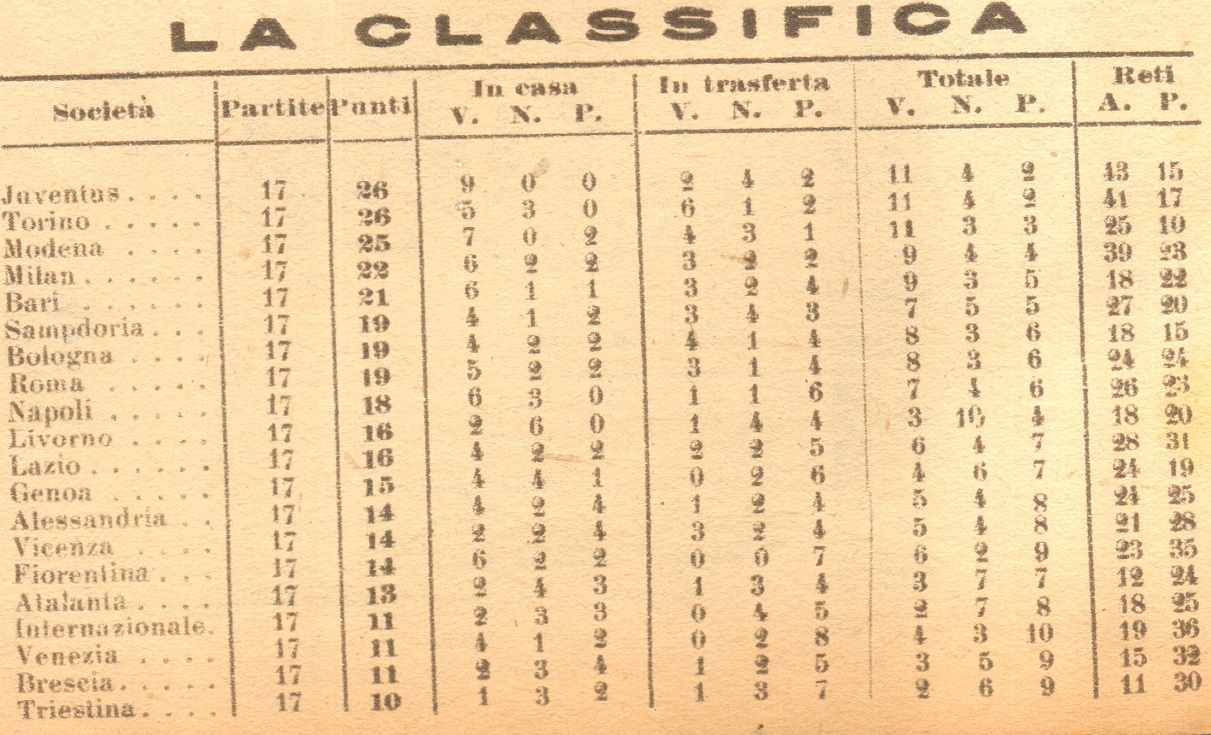 LA CLASSIFICA
Società Partite Punti In casa In trasferta Totale Reti
V. N. P. V. N. P. V. N. P. A. P.
Juventus . . . . 17 26 9 0 0 2 4 2 11 4 2 43 15
Torino . . . . . 17 26 5 3 0 6 1 2 11 4 2 41 17
Modena . . . . 17 25 7 0 2 4 3 1 11 3 3 25 10
Milan . . . . . 17 22 6 2 2 3 2 2 9 4 4 39 23
Bari . . . . . . 17 21 6 1 1 3 2 4 9 3 5 18 22
Sampdoria . . . 17 19 4 1 2 3 4 3 7 5 5 27 20
Bologna . . . . 17 19 4 2 2 4 1 4 8 3 6 18 15
Roma . . . . . 17 19 5 2 2 3 1 4 8 3 6 24 24
Napoli . . . . . 17 18 6 3 0 1 1 6 7 4 6 26 23
Livorno . . . . 17 16 2 6 0 1 4 4 3 10 4 18 20
Lazio . . . . . 17 16 4 2 2 2 2 5 6 4 7 28 31
Genoa . . . . . 17 15 4 4 1 0 2 6 4 6 7 24 19
Alessandria . . 17 14 4 2 4 1 2 4 5 4 8 24 25
Vicenza . . . . 17 14 2 2 4 3 2 4 5 4 8 21 28
Fiorentina . . . 17 14 6 2 2 0 0 7 6 2 9 23 35
Atalanta . . . . 17 13 2 4 3 1 3 4 3 7 7 12 24
Internazionale. 17 11 2 3 3 0 4 5 2 7 8 18 25
Venezia . . . . 17 11 4 1 2 0 2 8 4 3 10 19 36
Brescia . . . . 17 11 2 3 4 1 2 5 3 5 9 15 32
Triestina . . . . 17 10 1 3 2 1 3 7 2 6 9 11 30